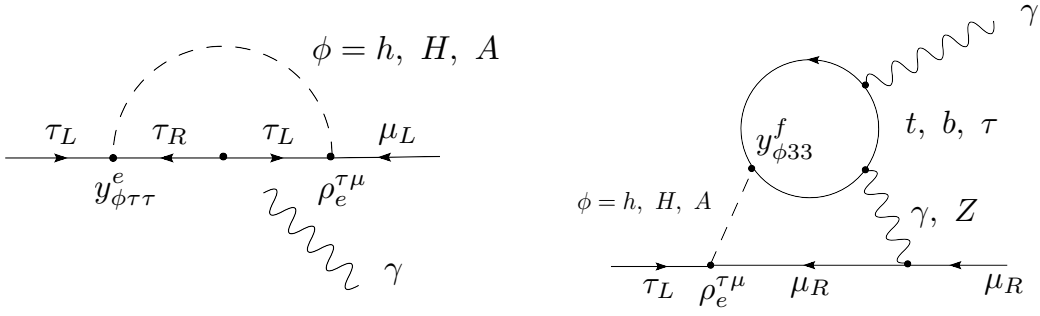 ϕ = h, H, A
τ_L τ_R τ_L μ_L
y^e_{ϕττ} ρ_e^{τμ}
γ
γ
t, b, τ
y^f_{ϕ33}
ϕ = h, H, A
γ, Z
τ_L ρ_e^{τμ} μ_R μ_R